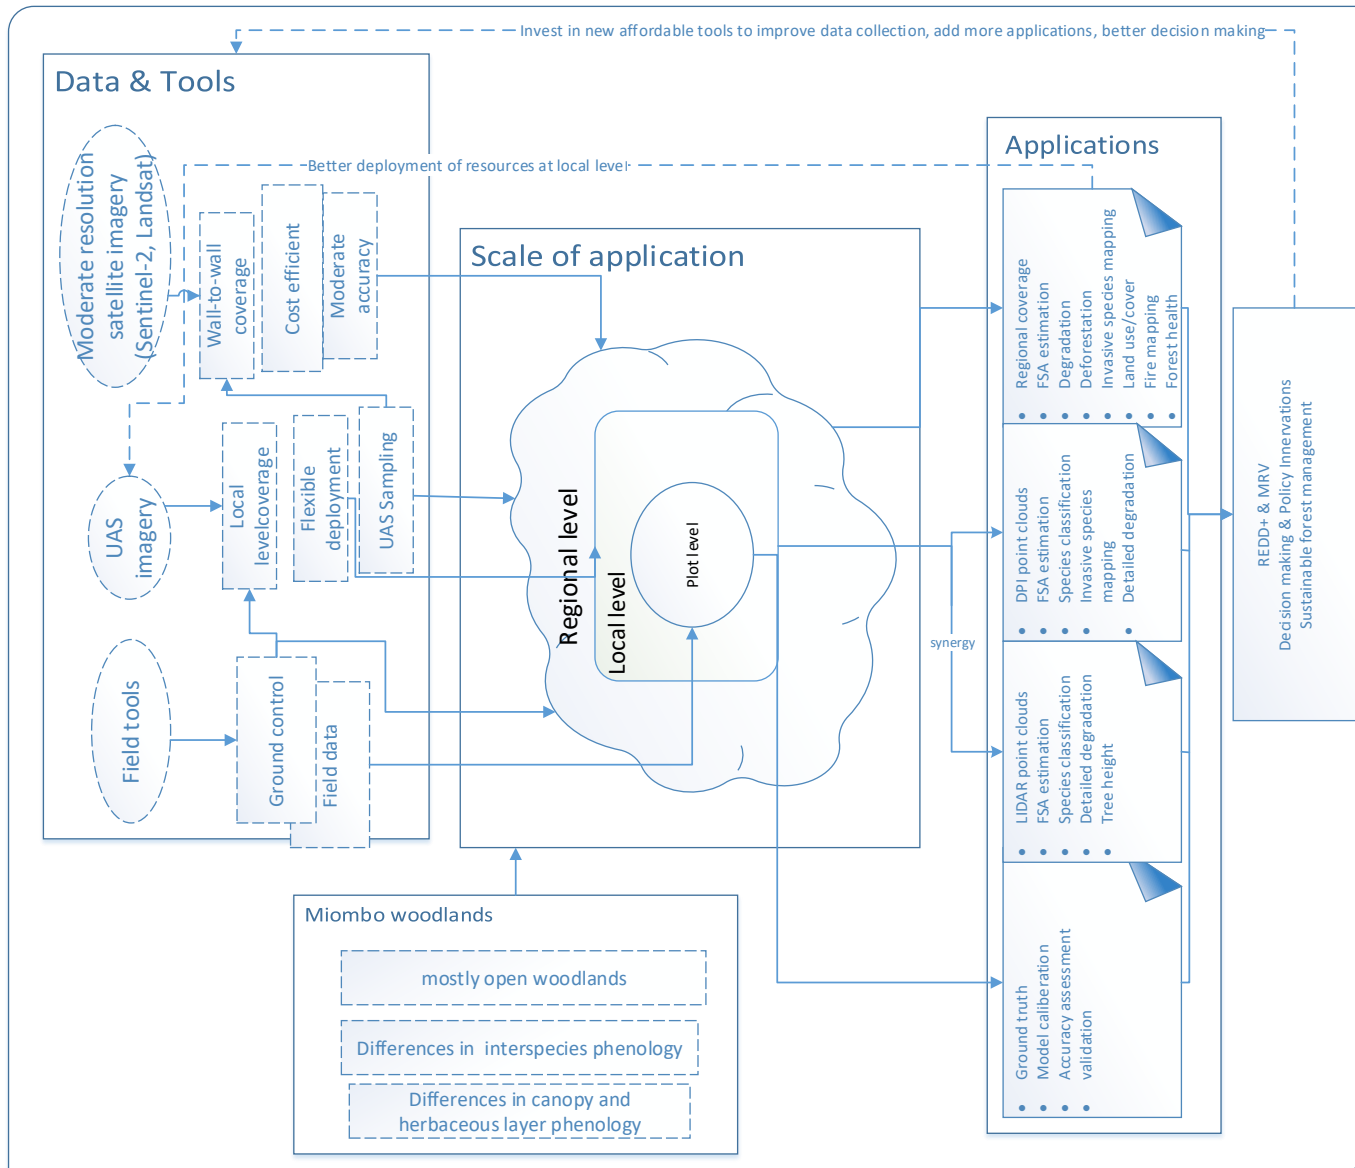 Invest in new affordable tools to improve data collection, add more applications, better decision making
Data & Tools
Moderate resolution
satellite imagery
(Sentinel-2, Landsat)
Wall-to-wall
coverage
Cost efficient
Moderate
accuracy
Better deployment of resources at local level
UAS
imagery
Local
levelcoverage
Flexible
deployment
UAS Sampling
Field tools
Ground control
Field data
Scale of application
Regional level
Local level
Plot level
Miombo woodlands
mostly open woodlands
Differences in interspecies phenology
Differences in canopy and
herbaceous layer phenology
synergy
Applications
• Regional coverage
• FSA estimation
• Degradation
• Deforestation
• Invasive species mapping
• Land use/cover
• Fire mapping
• Forest health
• DPI point clouds
• FSA estimation
• Species classification
• Invasive species
mapping
• Detailed degradation
• LIDAR point clouds
• FSA estimation
• Species classification
• Detailed degradation
• Tree height
• Ground truth
• Model caliberation
• Accuracy assessment
• validation
REDD+ & MRV
Decision making & Policy Innervations
Sustainable forest management